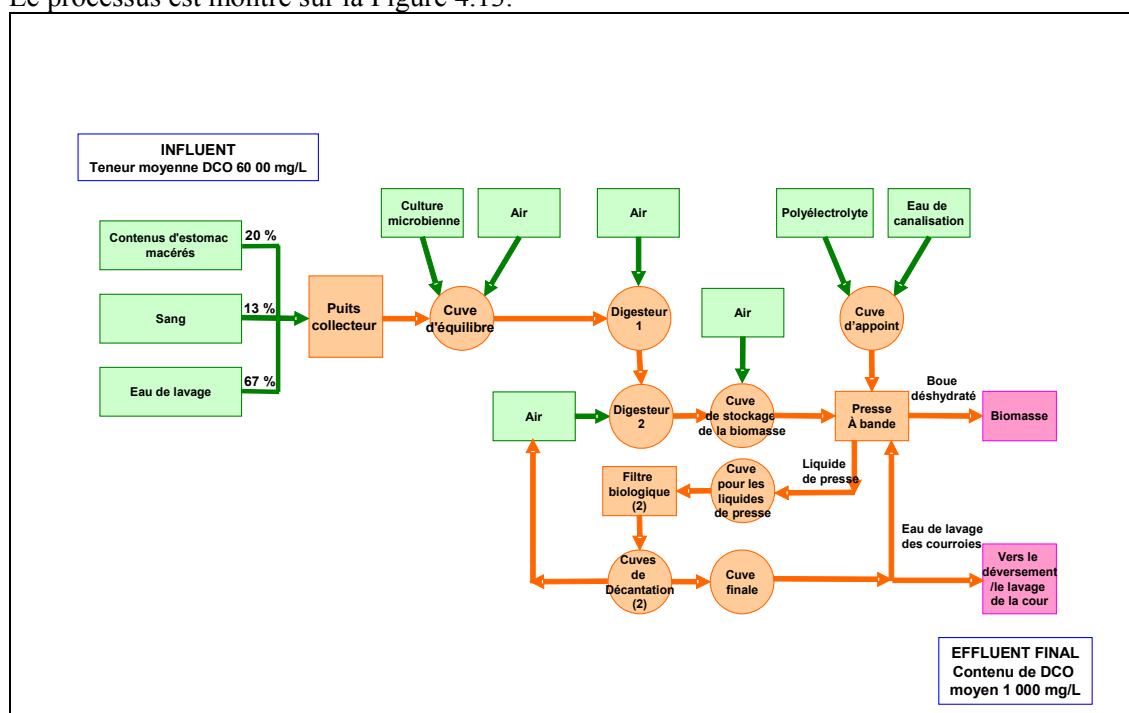 Le processus est montré sur la Figure 4.13.
INFLUENT
Teneur moyenne DCO 60 00 mg/L
Contenus d'estomac
macérés
20 %
Sang
13 %
Eau de lavage
67 %
Puits
collecteur
Culture
microbienne
Air
Cuve
d'équilibre
Air
Digesteur
1
Polyélectrolyte
Eau de
canalisation
Cuve
d'appoint
Air
Air
Digesteur
2
Cuve
de stockage
de la biomasse
Presse
À bande
Boue
déshydraté
Biomasse
Liquide
de presse
Cuve
pour les
liquides
de presse
Filtre
biologique
(2)
Eau de lavage
des courroies
Cuves
de
Décantation
(2)
Cuve
finale
Vers le
déversement
/le lavage
de la cour
EFFLUENT FINAL
Contenu de DCO
moyen 1 000 mg/L